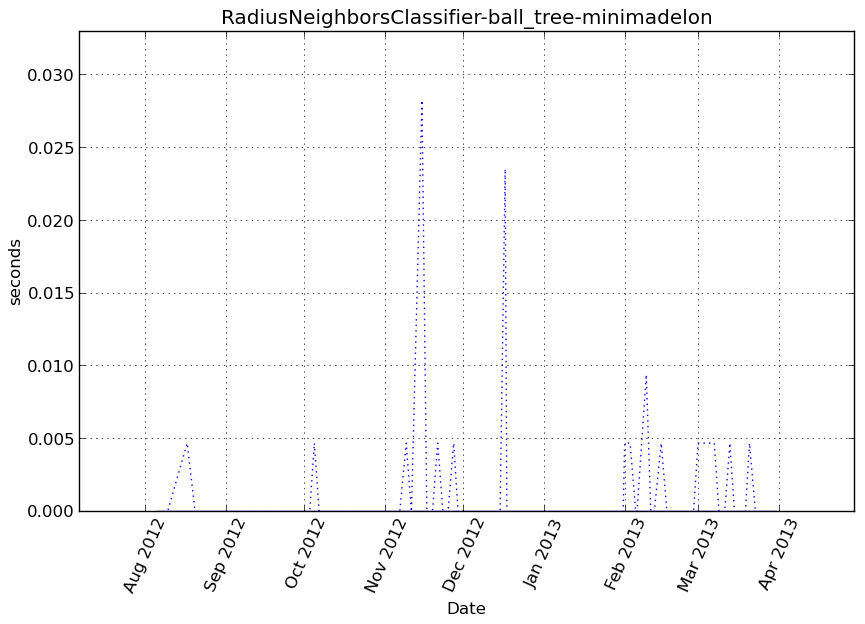 RadiusNeighborsClassifier-ball_tree-minimadelon
0.030
0.025
0.020
0.015
0.010
0.005
0.000
seconds
Aug 2012
Sep 2012
Oct 2012
Nov 2012
Dec 2012
Jan 2013
Feb 2013
Mar 2013
Apr 2013
Date